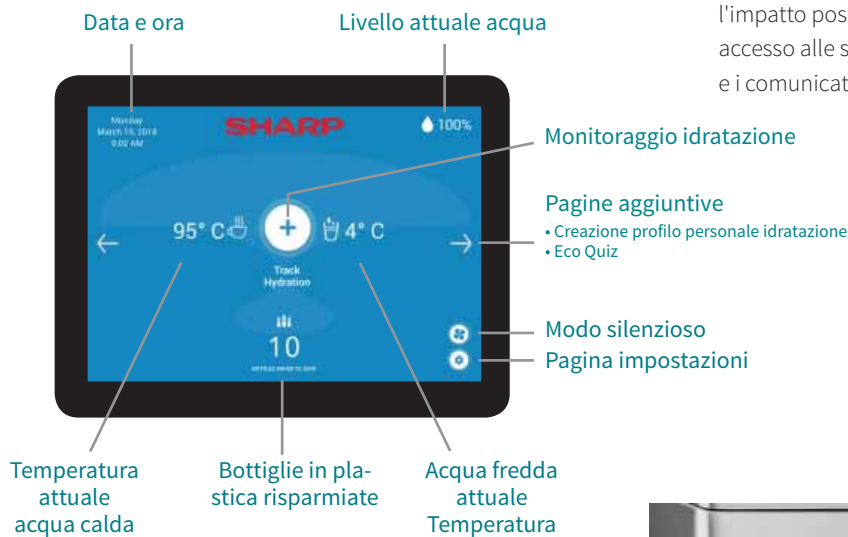 l'impatto pos
accesso alle s
e i comunicat
Data e ora
Livello attuale acqua
Monday
March 19, 2018
9:02 AM
SHARP
100%
Monitoraggio idratazione
Pagine aggiuntive
• Creazione profilo personale idratazione
• Eco Quiz
95° C
+
4° C
Track
Hydration
10
Modo silenzioso
Pagina impostazioni
Temperatura
attuale
acqua calda
Bottiglie in pla-
stica risparmiate
Acqua fredda
attuale
Temperatura